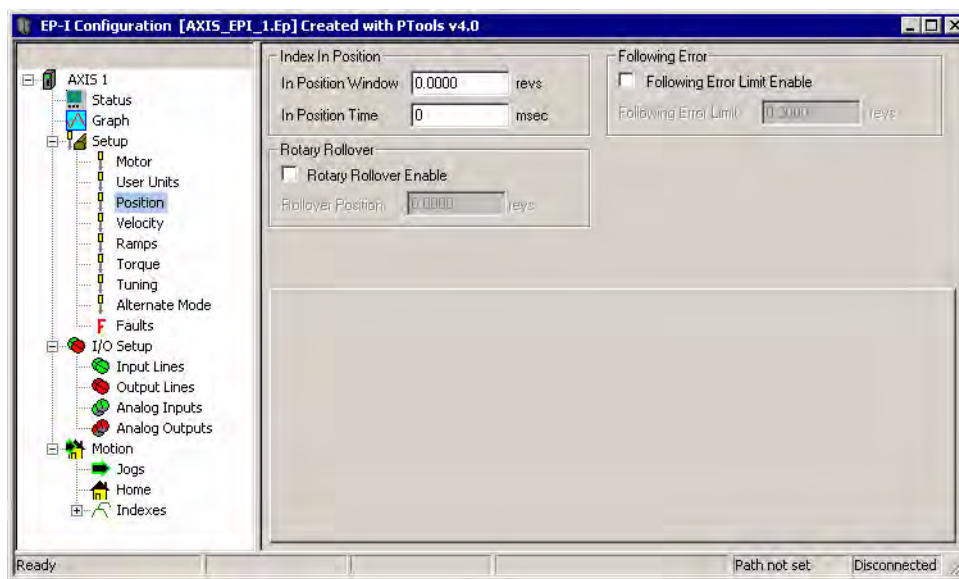 EP-I Configuration [AXIS_EPI_1.Ep] Created with PTools v4.0
AXIS 1
Status
Graph
Setup
Motor
User Units
Position
Velocity
Ramps
Torque
Tuning
Alternate Mode
F Faults
I/O Setup
Input Lines
Output Lines
Analog Inputs
Analog Outputs
Motion
Jogs
Home
Indexes
Index In Position
In Position Window 0.0000 revs
In Position Time 0 msec
Rotary Rollover
Rotary Rollover Enable
Rollover Position 0.0000 revs
Following Error
Following Error Limit Enable
Following Error Limit 0.3000 revs
Ready
Path not set
Disconnected